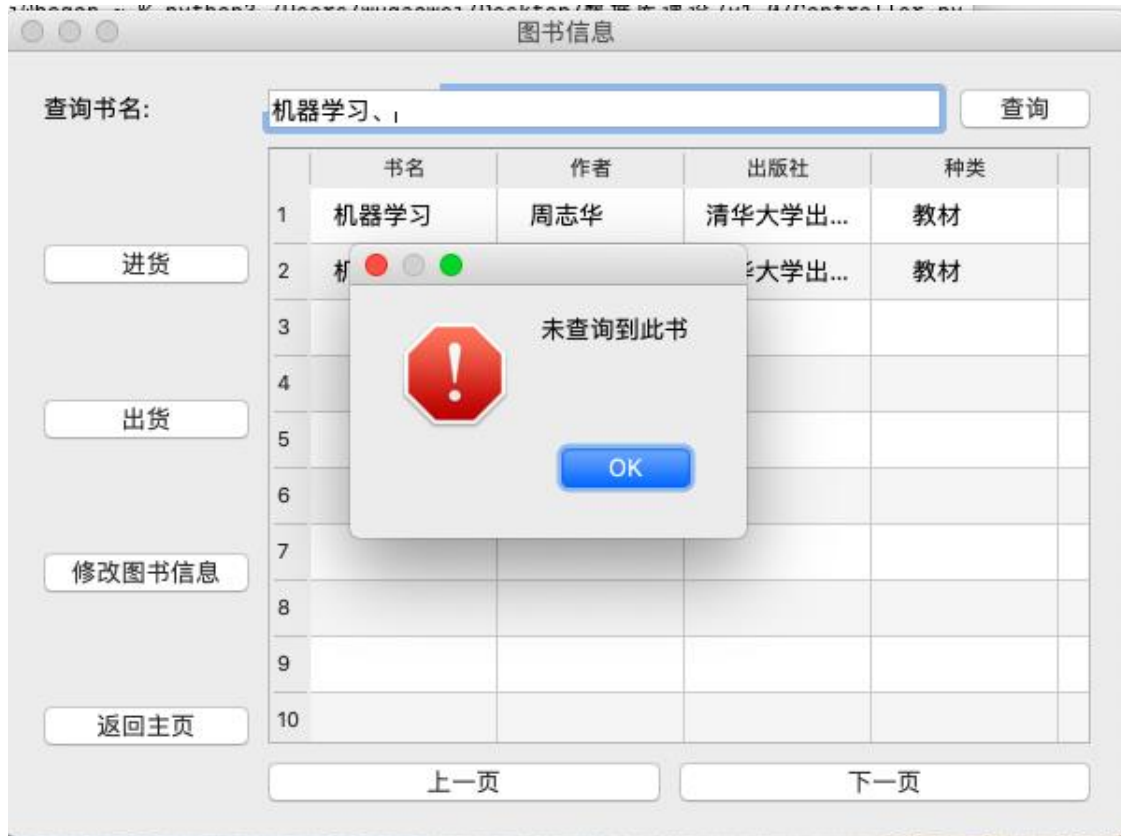 图书信息
查询书名: 机器学习、 查询
书名 作者 出版社 种类
1 机器学习 周志华 清华大学出... 教材
进货
2 大学出... 教材
3
未查询到此书
4
出货
5
OK
6
7
修改图书信息
8
9
返回主页
10
上一页 下一页